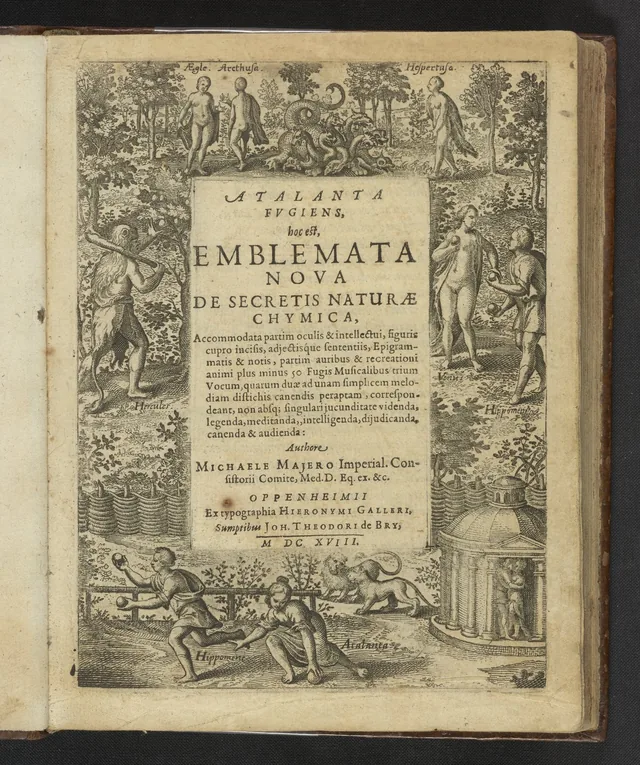 Ægle. Arethusa.
Hespertusa.
ATALANTA
FVGIENS,
hoc est,
EMBLEMATA
NOVA
DE SECRETIS NATURÆ
CHYMICA,
Accommodata partim oculis & intellectui, figuris
cupro incisis, adjectisque sententiis, Epigram-
matis & notis, partim auribus & recreationi
animi plus minus 50 Fugis Musicalibus trium
Vocum, quarum duæ ad unam simplicem melo-
diam distichis canendis peraptam, correspon-
deant, non absq; singulari jucunditate videnda,
legenda, meditanda, intelligenda, dijudicanda,
canenda & audienda:
Authore
MICHAELE MAJERO Imperial. Con-
sistorii Comite, Med. D. Eq. ex. &c.
OPPENHEIMII
Ex typographia HIERONYMI GALLERI,
Sumptibus JOH. THEODORI de BRY,
M DC XVIII.
Hercules
Venus
Hippomenes
Hippomenes
Atalanta